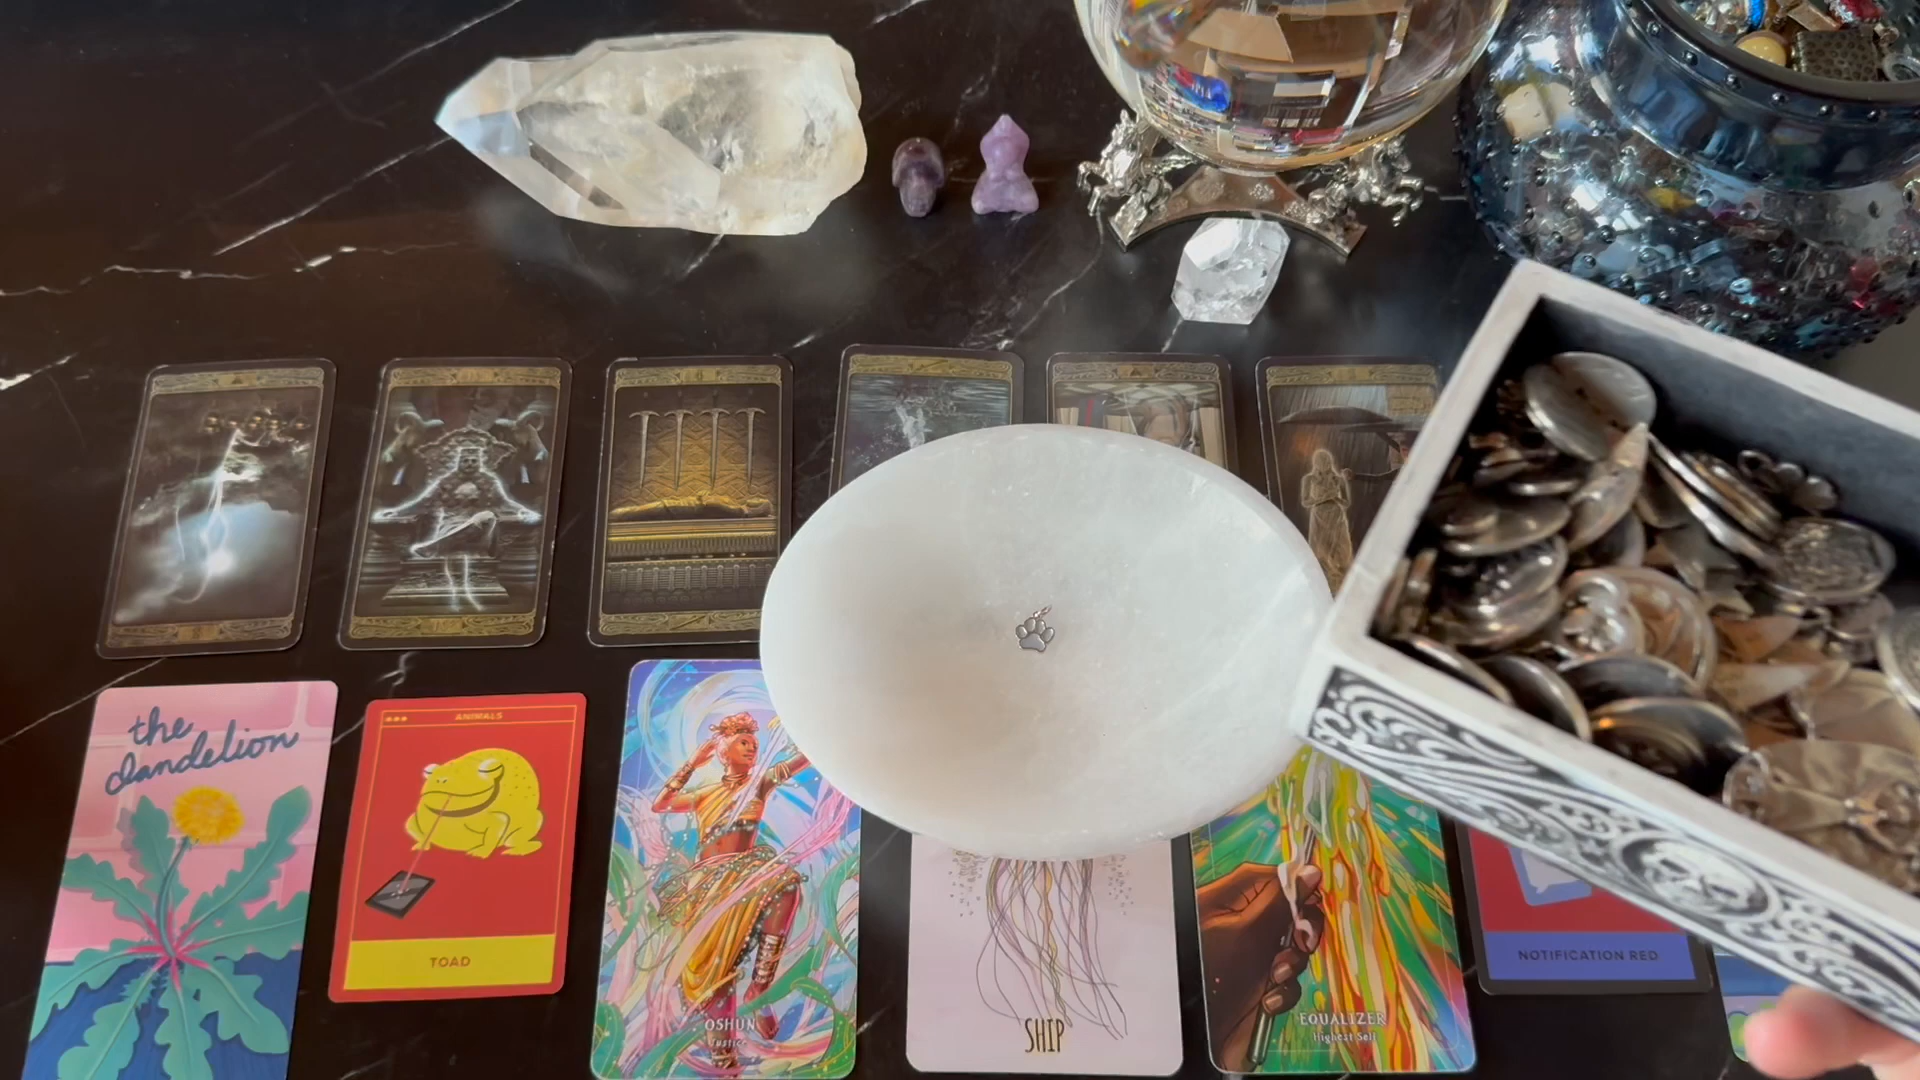 the
dandelion
ANIMALS
TOAD
OSHUN
Justice
SHIP
EQUALIZER
Highest Self
NOTIFICATION RED